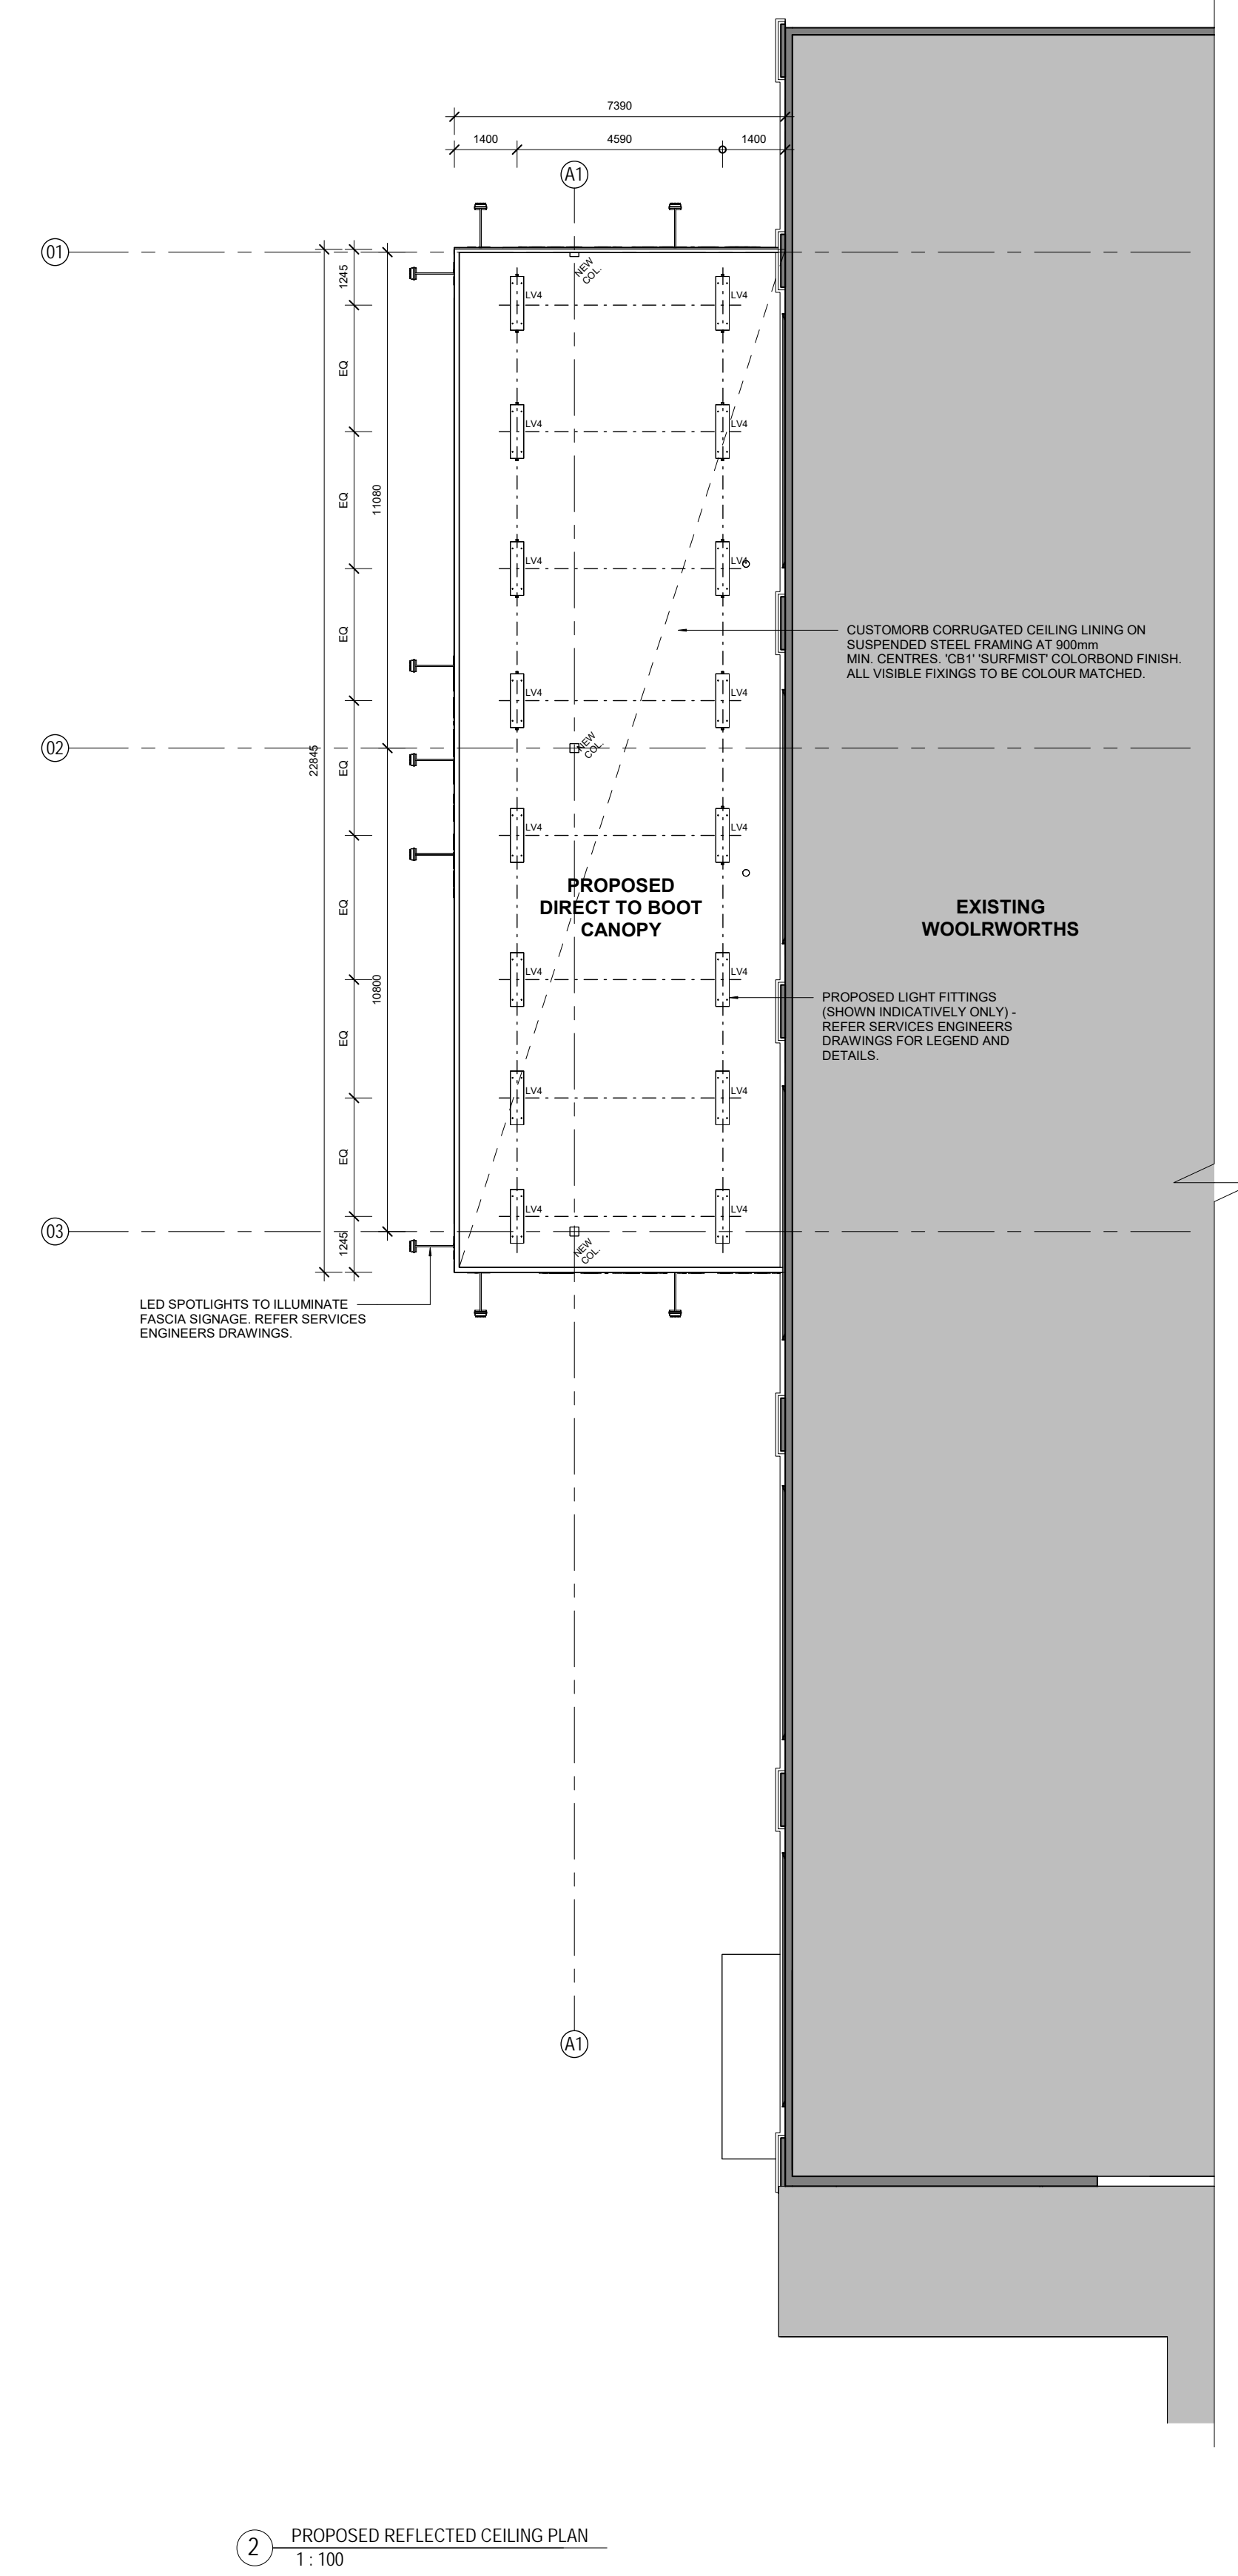 7390
1400 4590 1400
A1
01
NEW
COL.
1245
LV4 LV4
EQ
LV4 LV4
EQ
11080
LV4 LV4
EQ
CUSTOMORB CORRUGATED CEILING LINING ON
SUSPENDED STEEL FRAMING AT 900mm
MIN. CENTRES. 'CB1' 'SURFMIST' COLORBOND FINISH.
ALL VISIBLE FIXINGS TO BE COLOUR MATCHED.
LV4 LV4
02
NEW
COL.
22845
EQ
LV4 LV4
PROPOSED
DIRECT TO BOOT
CANOPY
EXISTING
WOOLRWORTHS
EQ
LV4 LV4
10800
PROPOSED LIGHT FITTINGS
(SHOWN INDICATIVELY ONLY) -
REFER SERVICES ENGINEERS
DRAWINGS FOR LEGEND AND
DETAILS.
EQ
LV4 LV4
EQ
LV4 LV4
03
NEW
COL.
1245
LED SPOTLIGHTS TO ILLUMINATE
FASCIA SIGNAGE. REFER SERVICES
ENGINEERS DRAWINGS.
A1
2 PROPOSED REFLECTED CEILING PLAN
1 : 100